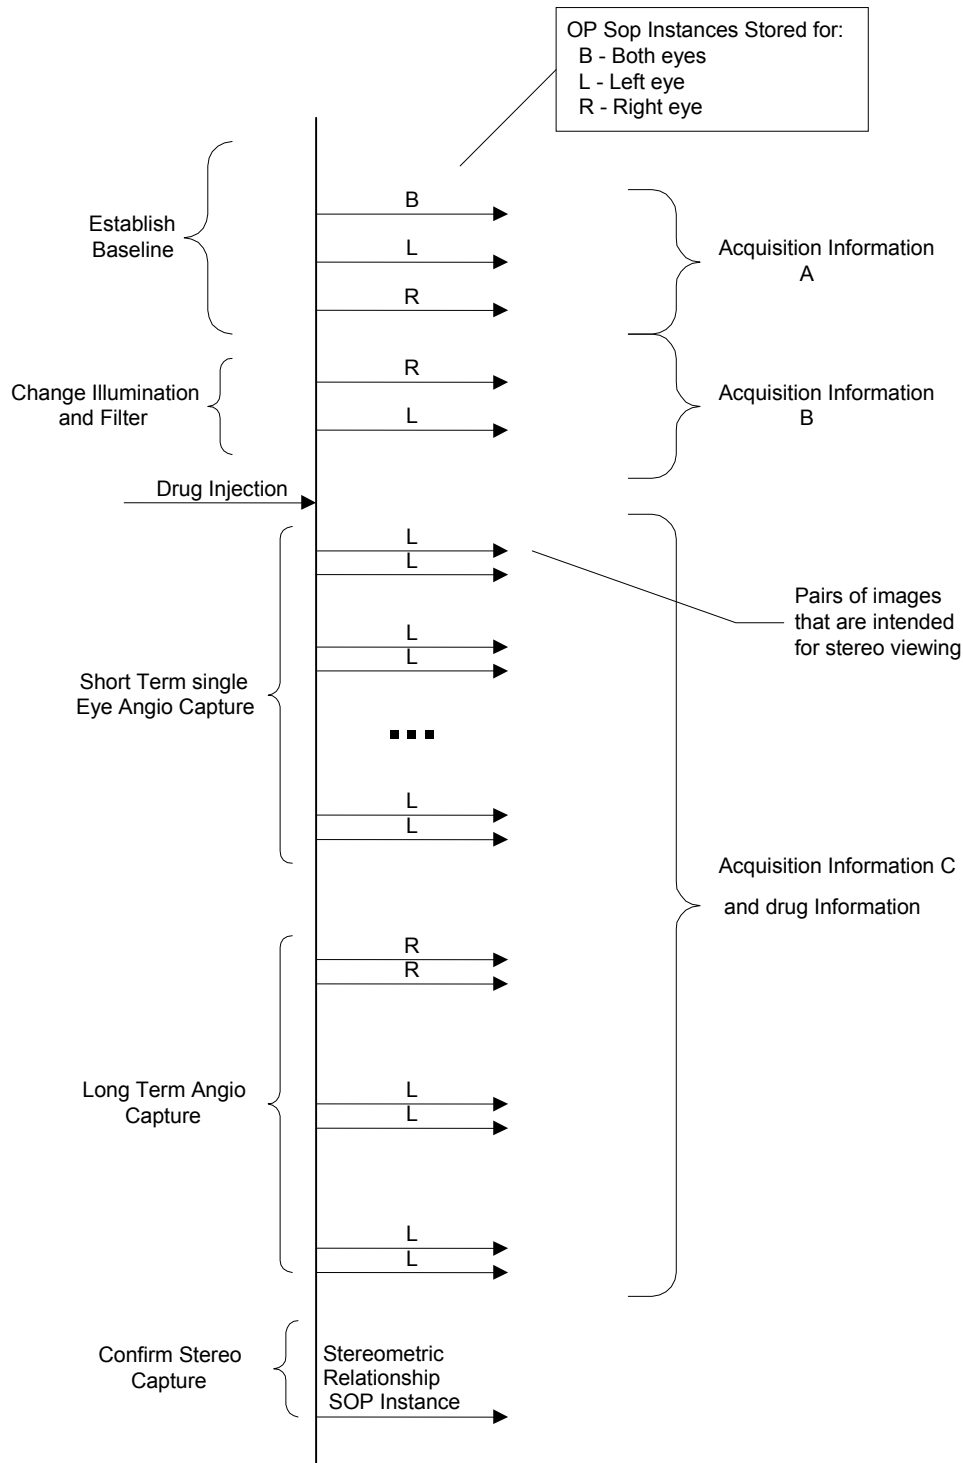 OP Sop Instances Stored for:
B - Both eyes
L - Left eye
R - Right eye
Establish
Baseline
B
L
R
Acquisition Information
A
Change Illumination
and Filter
R
L
Acquisition Information
B
Drug Injection
Short Term single
Eye Angio Capture
L
L
L
L
L
L
Pairs of images
that are intended
for stereo viewing
Acquisition Information C
and drug Information
Long Term Angio
Capture
R
R
L
L
L
L
Confirm Stereo
Capture
Stereometric
Relationship
SOP Instance